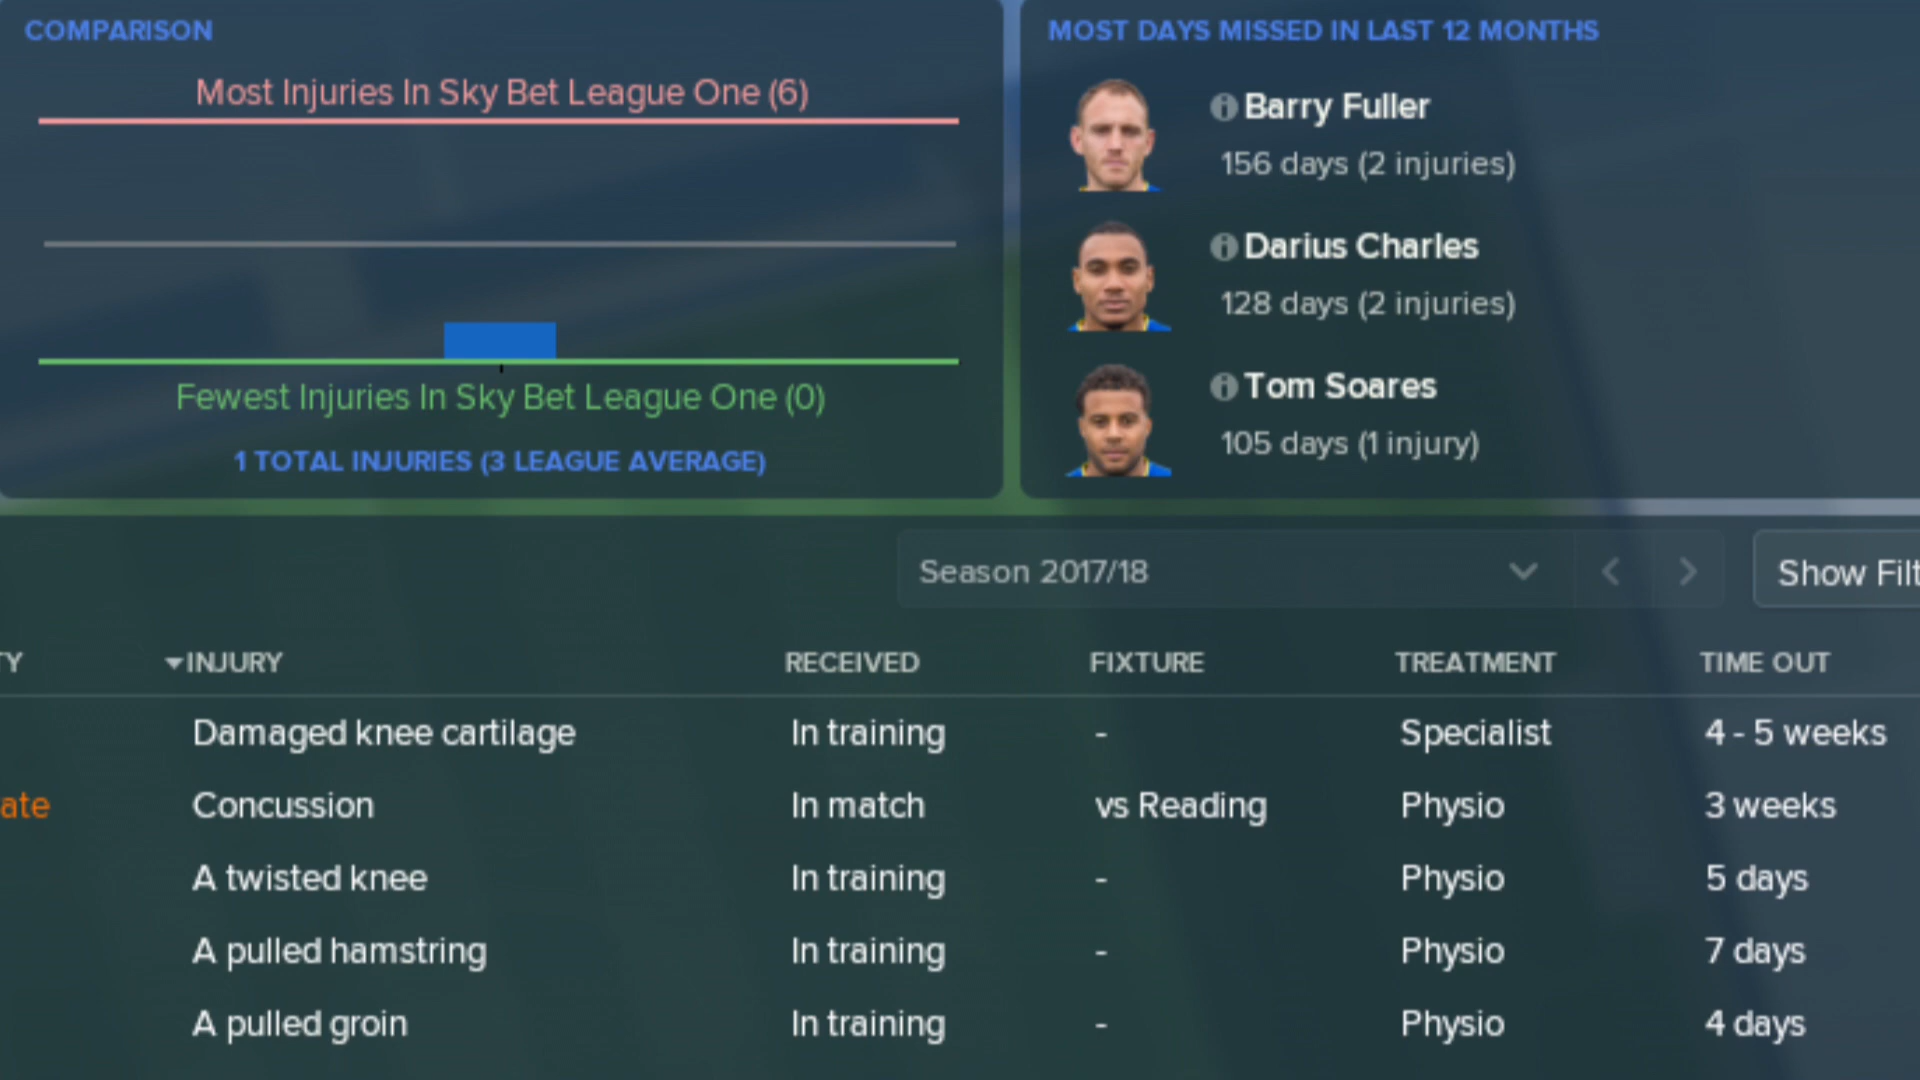 COMPARISON
Most Injuries In Sky Bet League One (6)
Fewest Injuries In Sky Bet League One (0)
1 TOTAL INJURIES (3 LEAGUE AVERAGE)
MOST DAYS MISSED IN LAST 12 MONTHS
Barry Fuller
156 days (2 injuries)
Darius Charles
128 days (2 injuries)
Tom Soares
105 days (1 injury)
Season 2017/18
Show Filt
TY INJURY RECEIVED FIXTURE TREATMENT TIME OUT
Damaged knee cartilage In training - Specialist 4 - 5 weeks
ate Concussion In match vs Reading Physio 3 weeks
A twisted knee In training - Physio 5 days
A pulled hamstring In training - Physio 7 days
A pulled groin In training - Physio 4 days